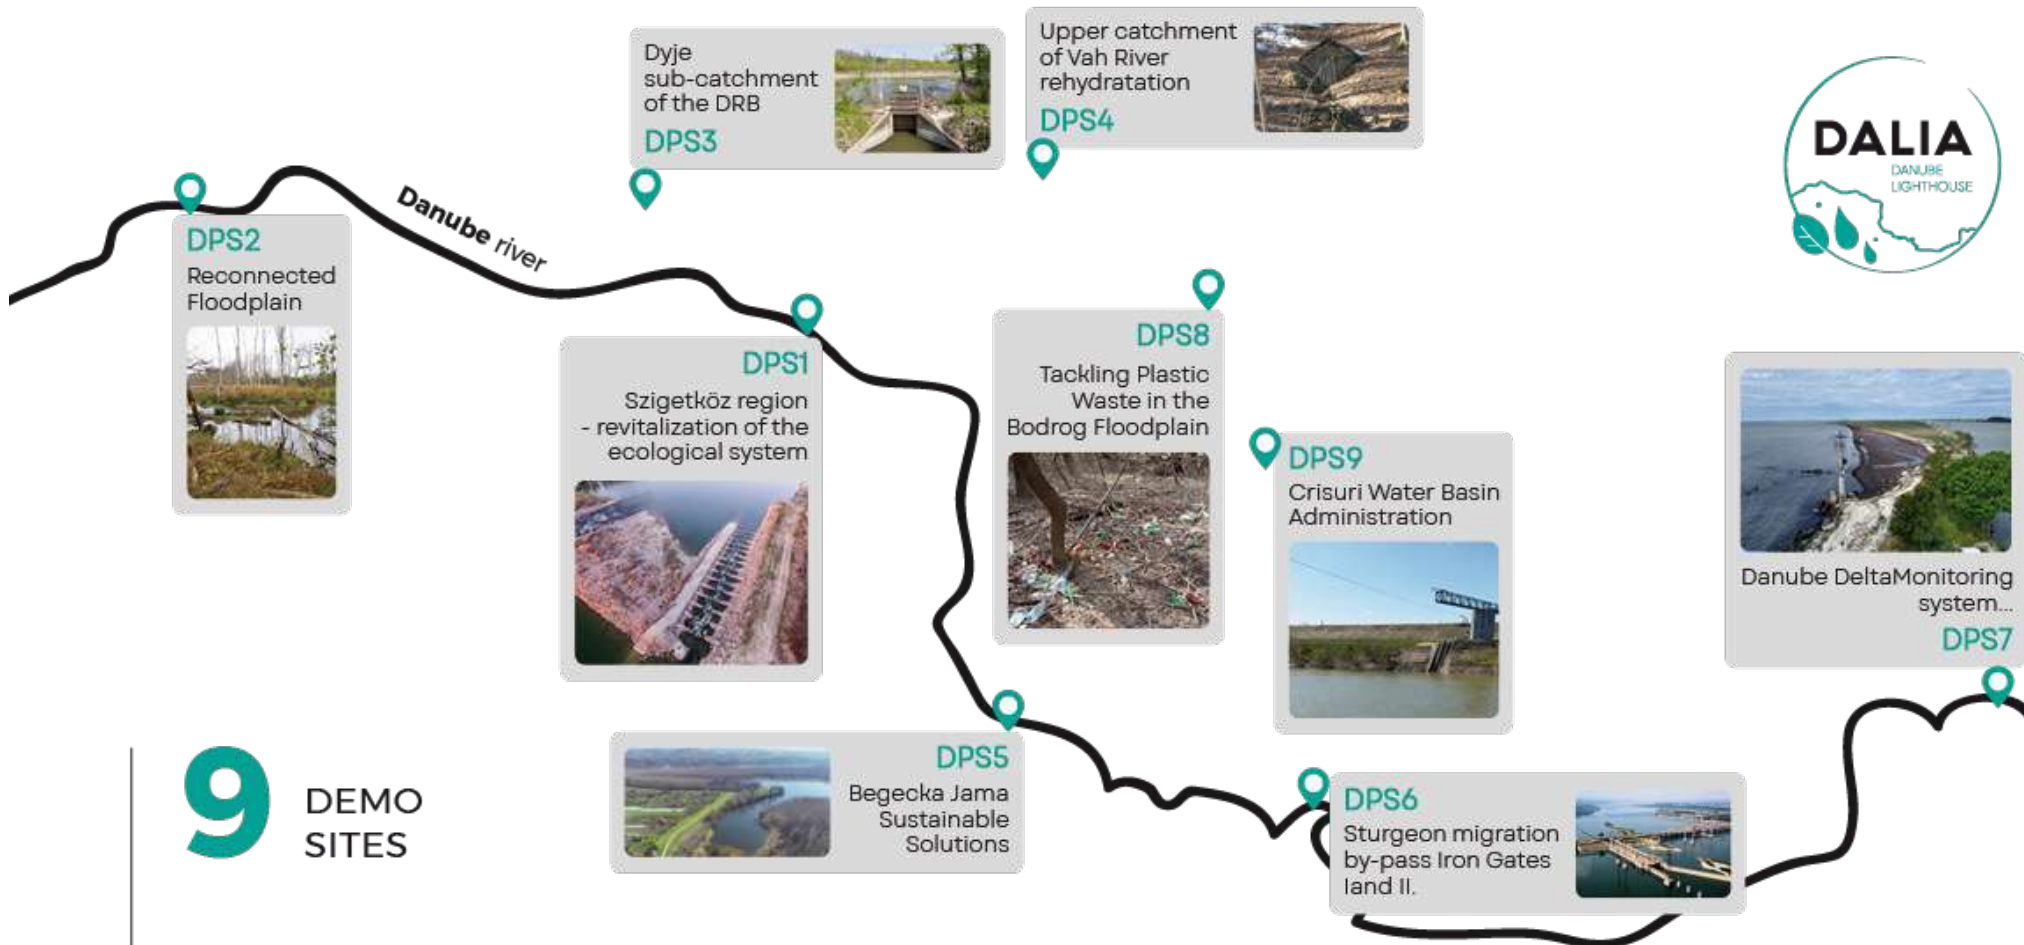 Dyje
sub-catchment
of the DRB
DPS3
Upper catchment
of Vah River
rehydratation
DPS4
DALIA
DANUBE
LIGHTHOUSE
Danube river
DPS2
Reconnected
Floodplain
DPS1
Szigetköz region
- revitalization of the
ecological system
DPS8
Tackling Plastic
Waste in the
Bodrog Floodplain
DPS9
Crisuri Water Basin
Administration
Danube DeltaMonitoring
system...
DPS7
9 DEMO
SITES
DPS5
Begecka Jama
Sustainable
Solutions
DPS6
Sturgeon migration
by-pass Iron Gates
Iand II.